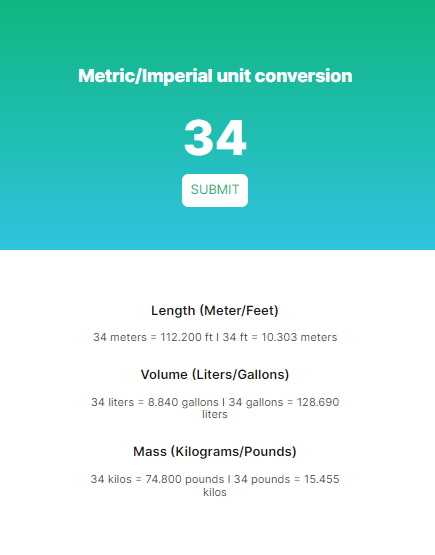 Metric/Imperial unit conversion
34
SUBMIT
Length (Meter/Feet)
34 meters = 112.200 ft I 34 ft = 10.303 meters
Volume (Liters/Gallons)
34 liters = 8.840 gallons I 34 gallons = 128.690
liters
Mass (Kilograms/Pounds)
34 kilos = 74.800 pounds I 34 pounds = 15.455
kilos